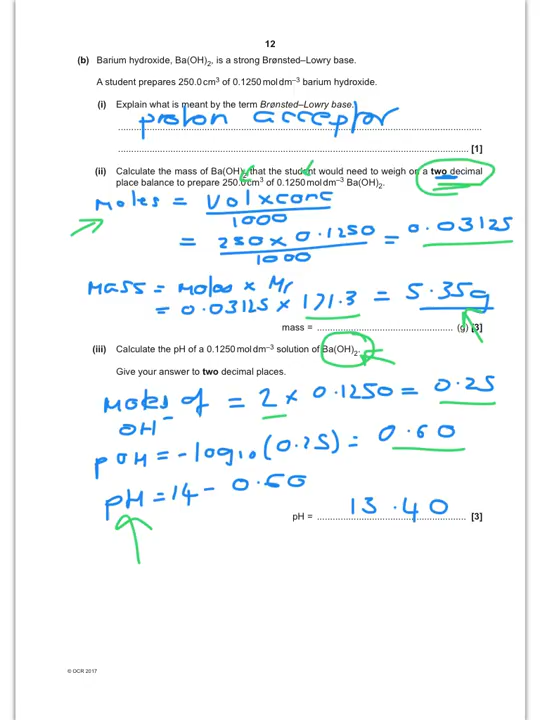 12
(b) Barium hydroxide, Ba(OH)₂, is a strong Brønsted–Lowry base.
A student prepares 250.0 cm³ of 0.1250 mol dm⁻³ barium hydroxide.
(i) Explain what is meant by the term Brønsted–Lowry base.
proton acceptor
[1]
(ii) Calculate the mass of Ba(OH)₂ that the student would need to weigh on a two decimal
place balance to prepare 250.0 cm³ of 0.1250 mol dm⁻³ Ba(OH)₂.
moles = vol x conc
1000
= 250 x 0.1250 = 0.03125
1000
mass = moles x Mr
= 0.03125 x 171.3 = 5.35g
mass = ........................................ (g) [3]
(iii) Calculate the pH of a 0.1250 mol dm⁻³ solution of Ba(OH)₂.
Give your answer to two decimal places.
moles of = 2 x 0.1250 = 0.25
OH⁻
pOH = -log₁₀(0.25) = 0.60
pH = 14 - 0.60
pH = 13.40 [3]
© OCR 2017